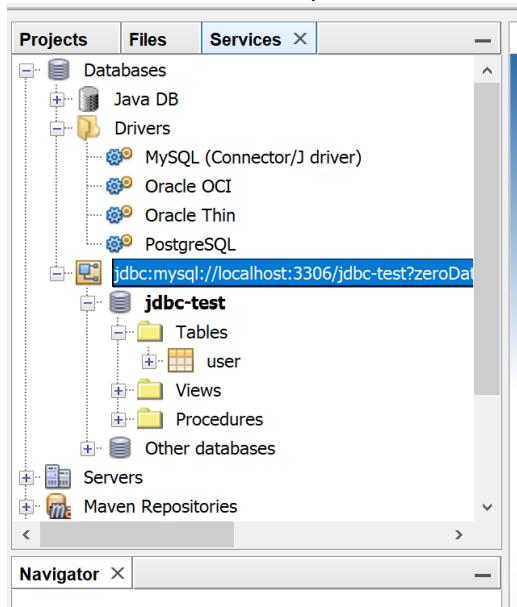 Projects Files Services
Databases
Java DB
Drivers
MySQL (Connector/J driver)
Oracle OCI
Oracle Thin
PostgreSQL
jdbc:mysql://localhost:3306/jdbc-test?zeroDat
jdbc-test
Tables
user
Views
Procedures
Other databases
Servers
Maven Repositories
Navigator